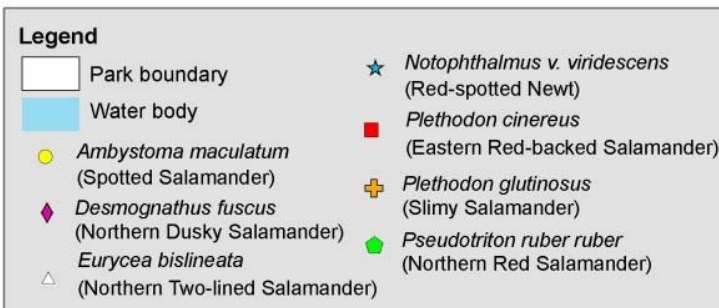 Legend
Park boundary
Water body
Ambystoma maculatum
(Spotted Salamander)
Desmognathus fuscus
(Northern Dusky Salamander)
Eurycea bislineata
(Northern Two-lined Salamander)
Notophthalmus v. viridescens
(Red-spotted Newt)
Plethodon cinereus
(Eastern Red-backed Salamander)
Plethodon glutinosus
(Slimy Salamander)
Pseudotriton ruber ruber
(Northern Red Salamander)